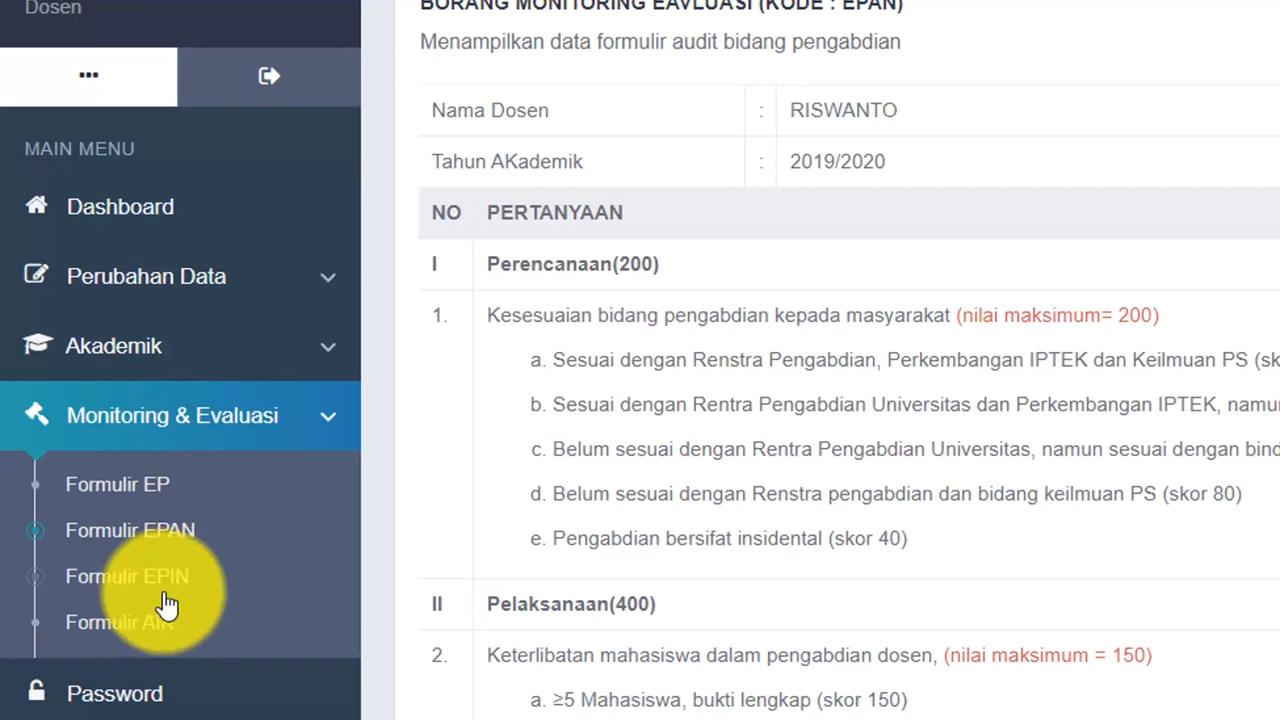 Dosen
MAIN MENU
Dashboard
Perubahan Data
Akademik
Monitoring & Evaluasi
Formulir EP
Formulir EPAN
Formulir EPIN
Formulir AIN
Password
BORANG MONITORING EAVLUASI (KODE : EPAN)
Menampilkan data formulir audit bidang pengabdian
Nama Dosen : RISWANTO
Tahun AKademik : 2019/2020
NO PERTANYAAN
I Perencanaan(200)
1. Kesesuaian bidang pengabdian kepada masyarakat (nilai maksimum= 200)
a. Sesuai dengan Renstra Pengabdian, Perkembangan IPTEK dan Keilmuan PS (sk
b. Sesuai dengan Rentra Pengabdian Universitas dan Perkembangan IPTEK, namu
c. Belum sesuai dengan Rentra Pengabdian Universitas, namun sesuai dengan bind
d. Belum sesuai dengan Renstra pengabdian dan bidang keilmuan PS (skor 80)
e. Pengabdian bersifat insidental (skor 40)
II Pelaksanaan(400)
2. Keterlibatan mahasiswa dalam pengabdian dosen, (nilai maksimum = 150)
a. ≥5 Mahasiswa, bukti lengkap (skor 150)